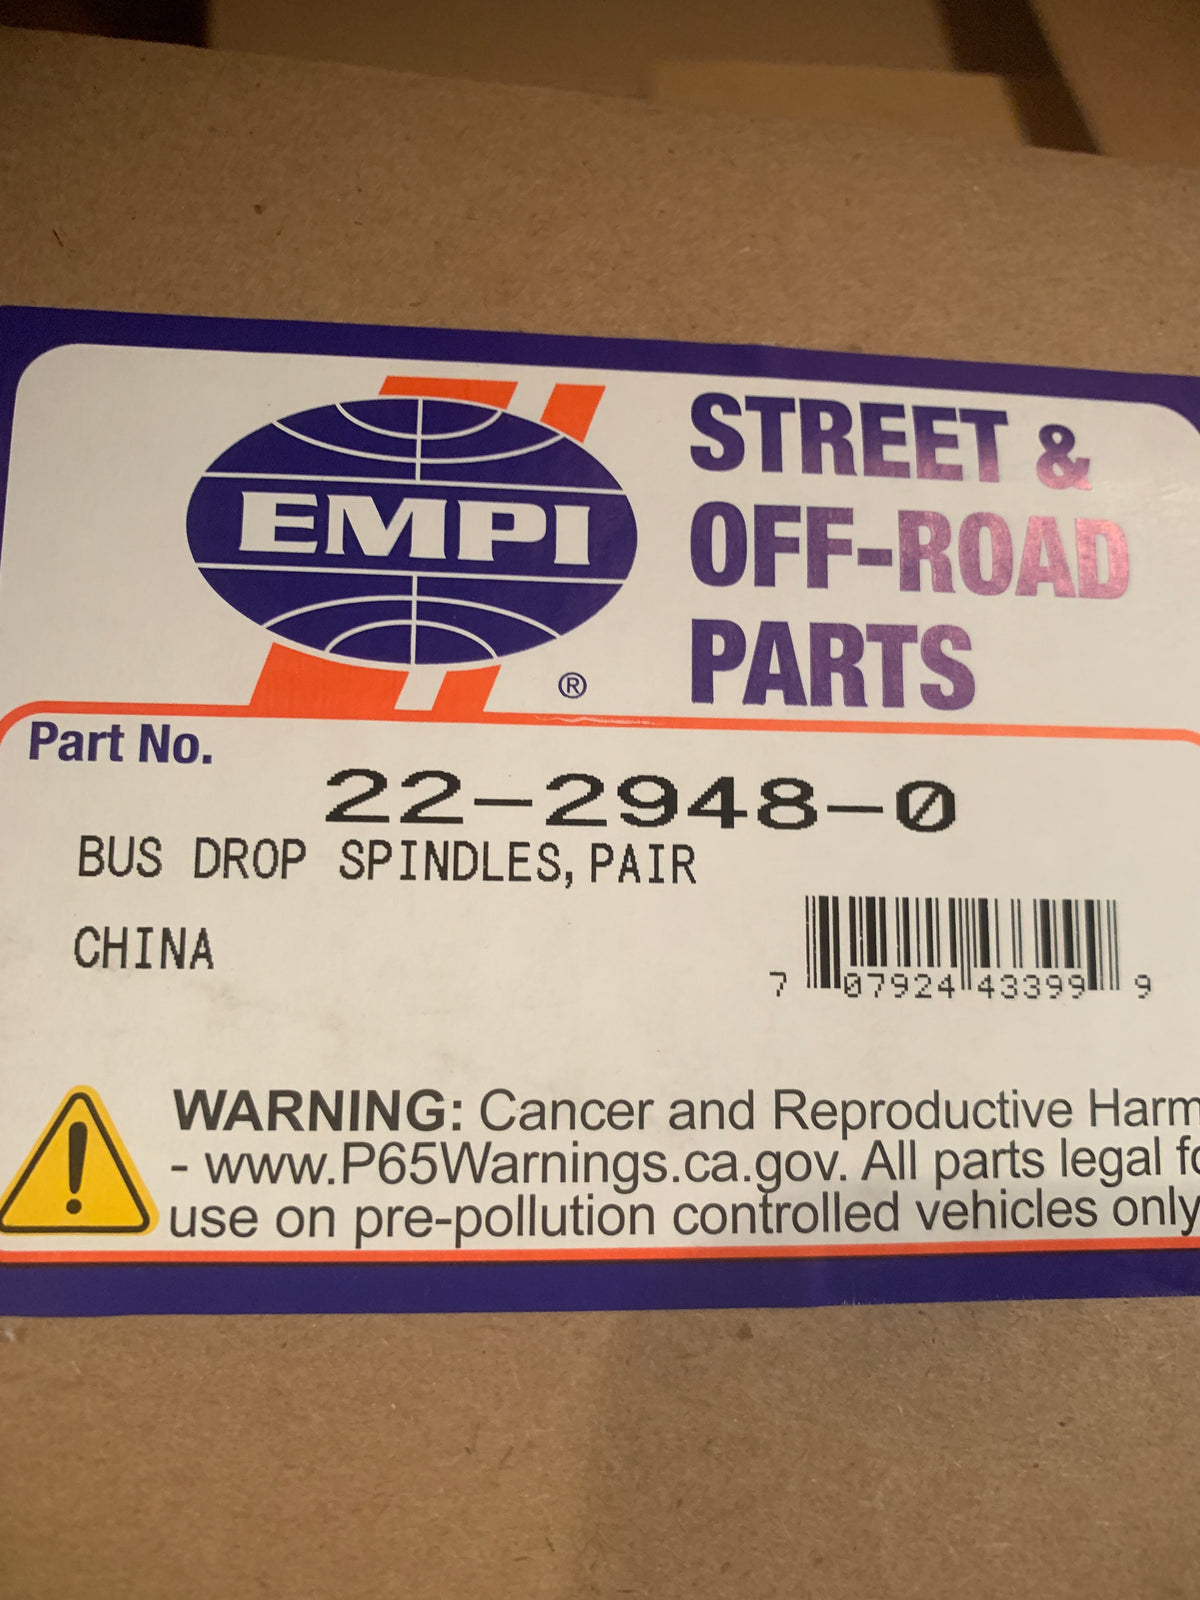 EMPI
®
STREET &
OFF-ROAD
PARTS
Part No.
22-2948-0
BUS DROP SPINDLES, PAIR
CHINA
7 07924 43399 9
WARNING: Cancer and Reproductive Harm
- www.P65Warnings.ca.gov. All parts legal fo
use on pre-pollution controlled vehicles only